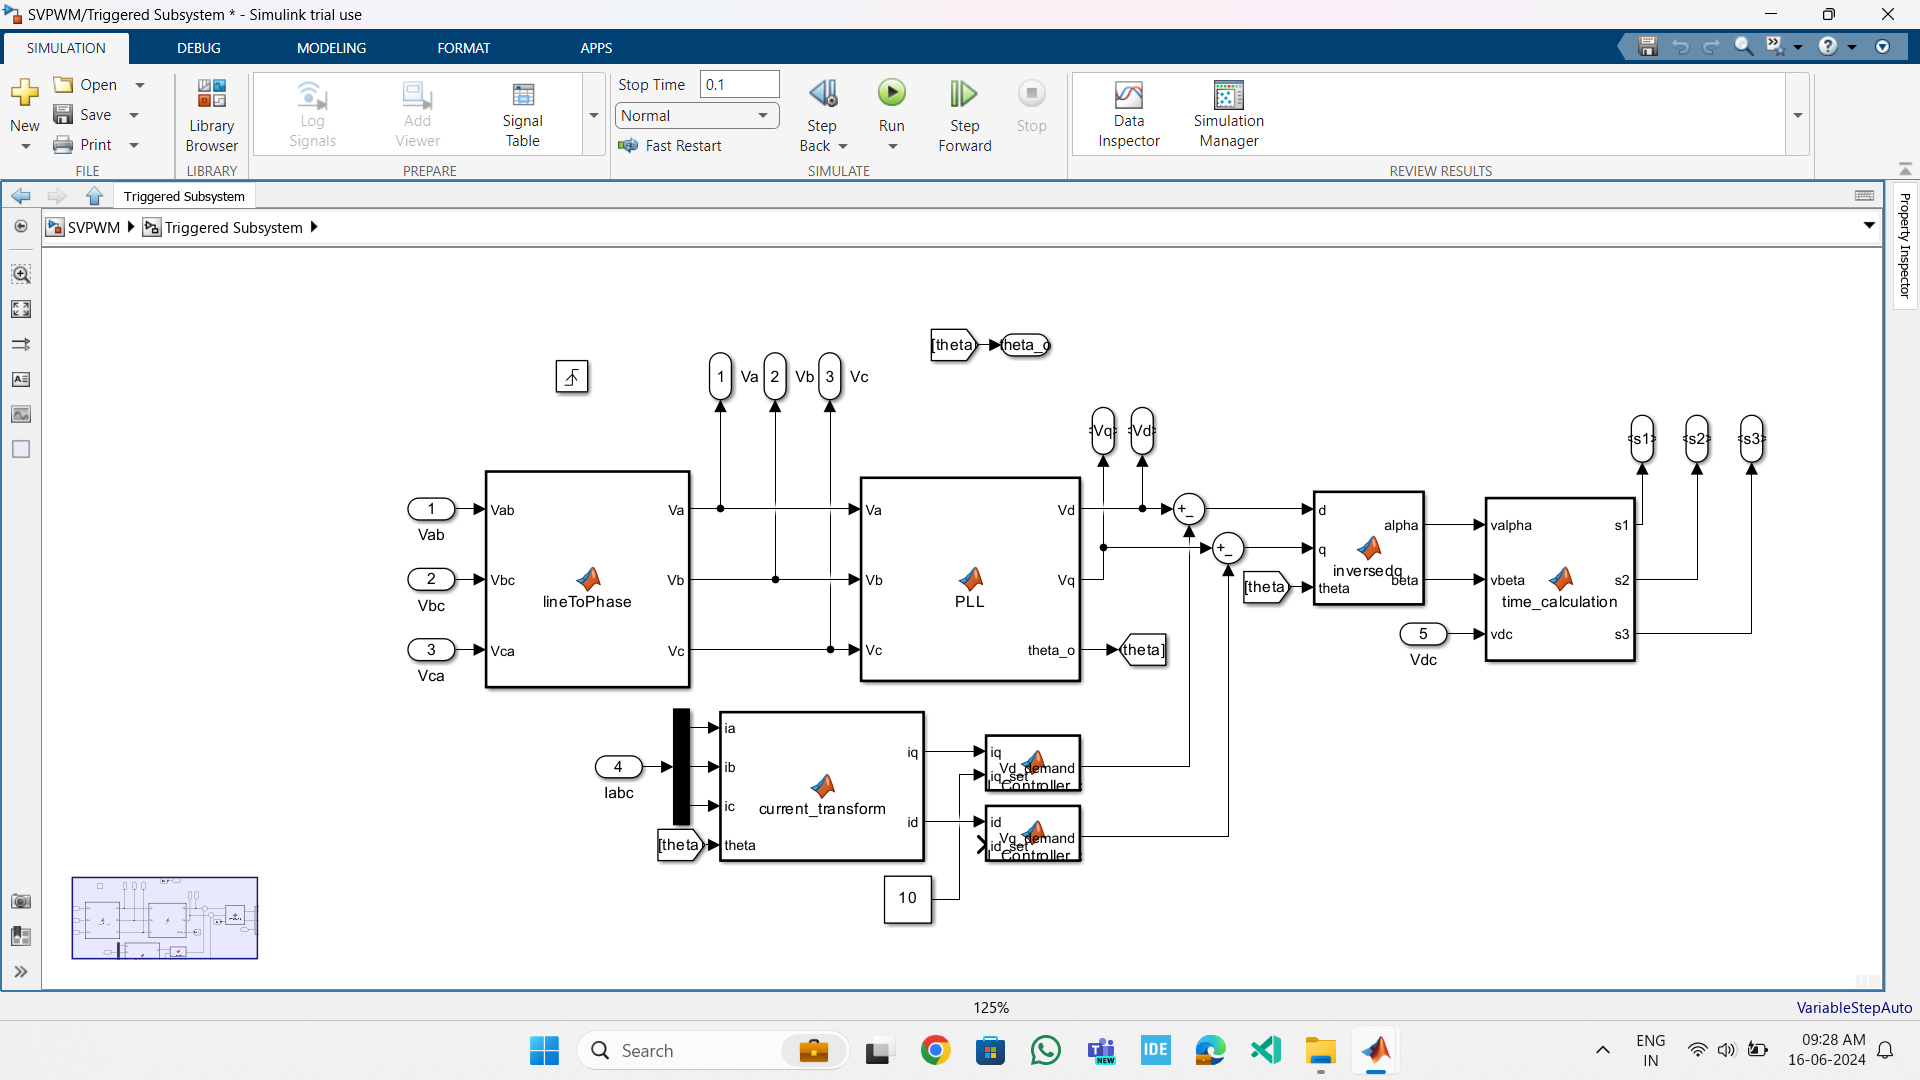 SVPWM/Triggered Subsystem * - Simulink trial use
SIMULATION
DEBUG
MODELING
FORMAT
APPS
New
Open
Save
Print
FILE
Library
Browser
LIBRARY
Log
Signals
Add
Viewer
Signal
Table
PREPARE
Stop Time 0.1
Normal
Fast Restart
Step
Back
Run
Step
Forward
Stop
SIMULATE
Data
Inspector
Simulation
Manager
REVIEW RESULTS
Triggered Subsystem
SVPWM
Triggered Subsystem
Property Inspector
[theta
heta_o
1 Va
2 Vb
3 Vc
<Vq>
<Vd>
<s1>
<s2>
<s3>
1
Vab
2
Vbc
3
Vca
Vab
Vbc
Vca
lineToPhase
Va
Vb
Vc
Va
Vb
Vc
PLL
Vd
Vq
theta_o
theta]
+_
+_
[theta
d
q
theta
inversedq
alpha
beta
5
Vdc
valpha
vbeta
vdc
time_calculation
s1
s2
s3
4
Iabc
[theta
ia
ib
ic
theta
current_transform
iq
id
iq
iq_set
Vd_demand
Controller
id
id_set
Vq_demand
Controller
10
125%
VariableStepAuto
Search
NEW
IDE
ENG
IN
09:28 AM
16-06-2024